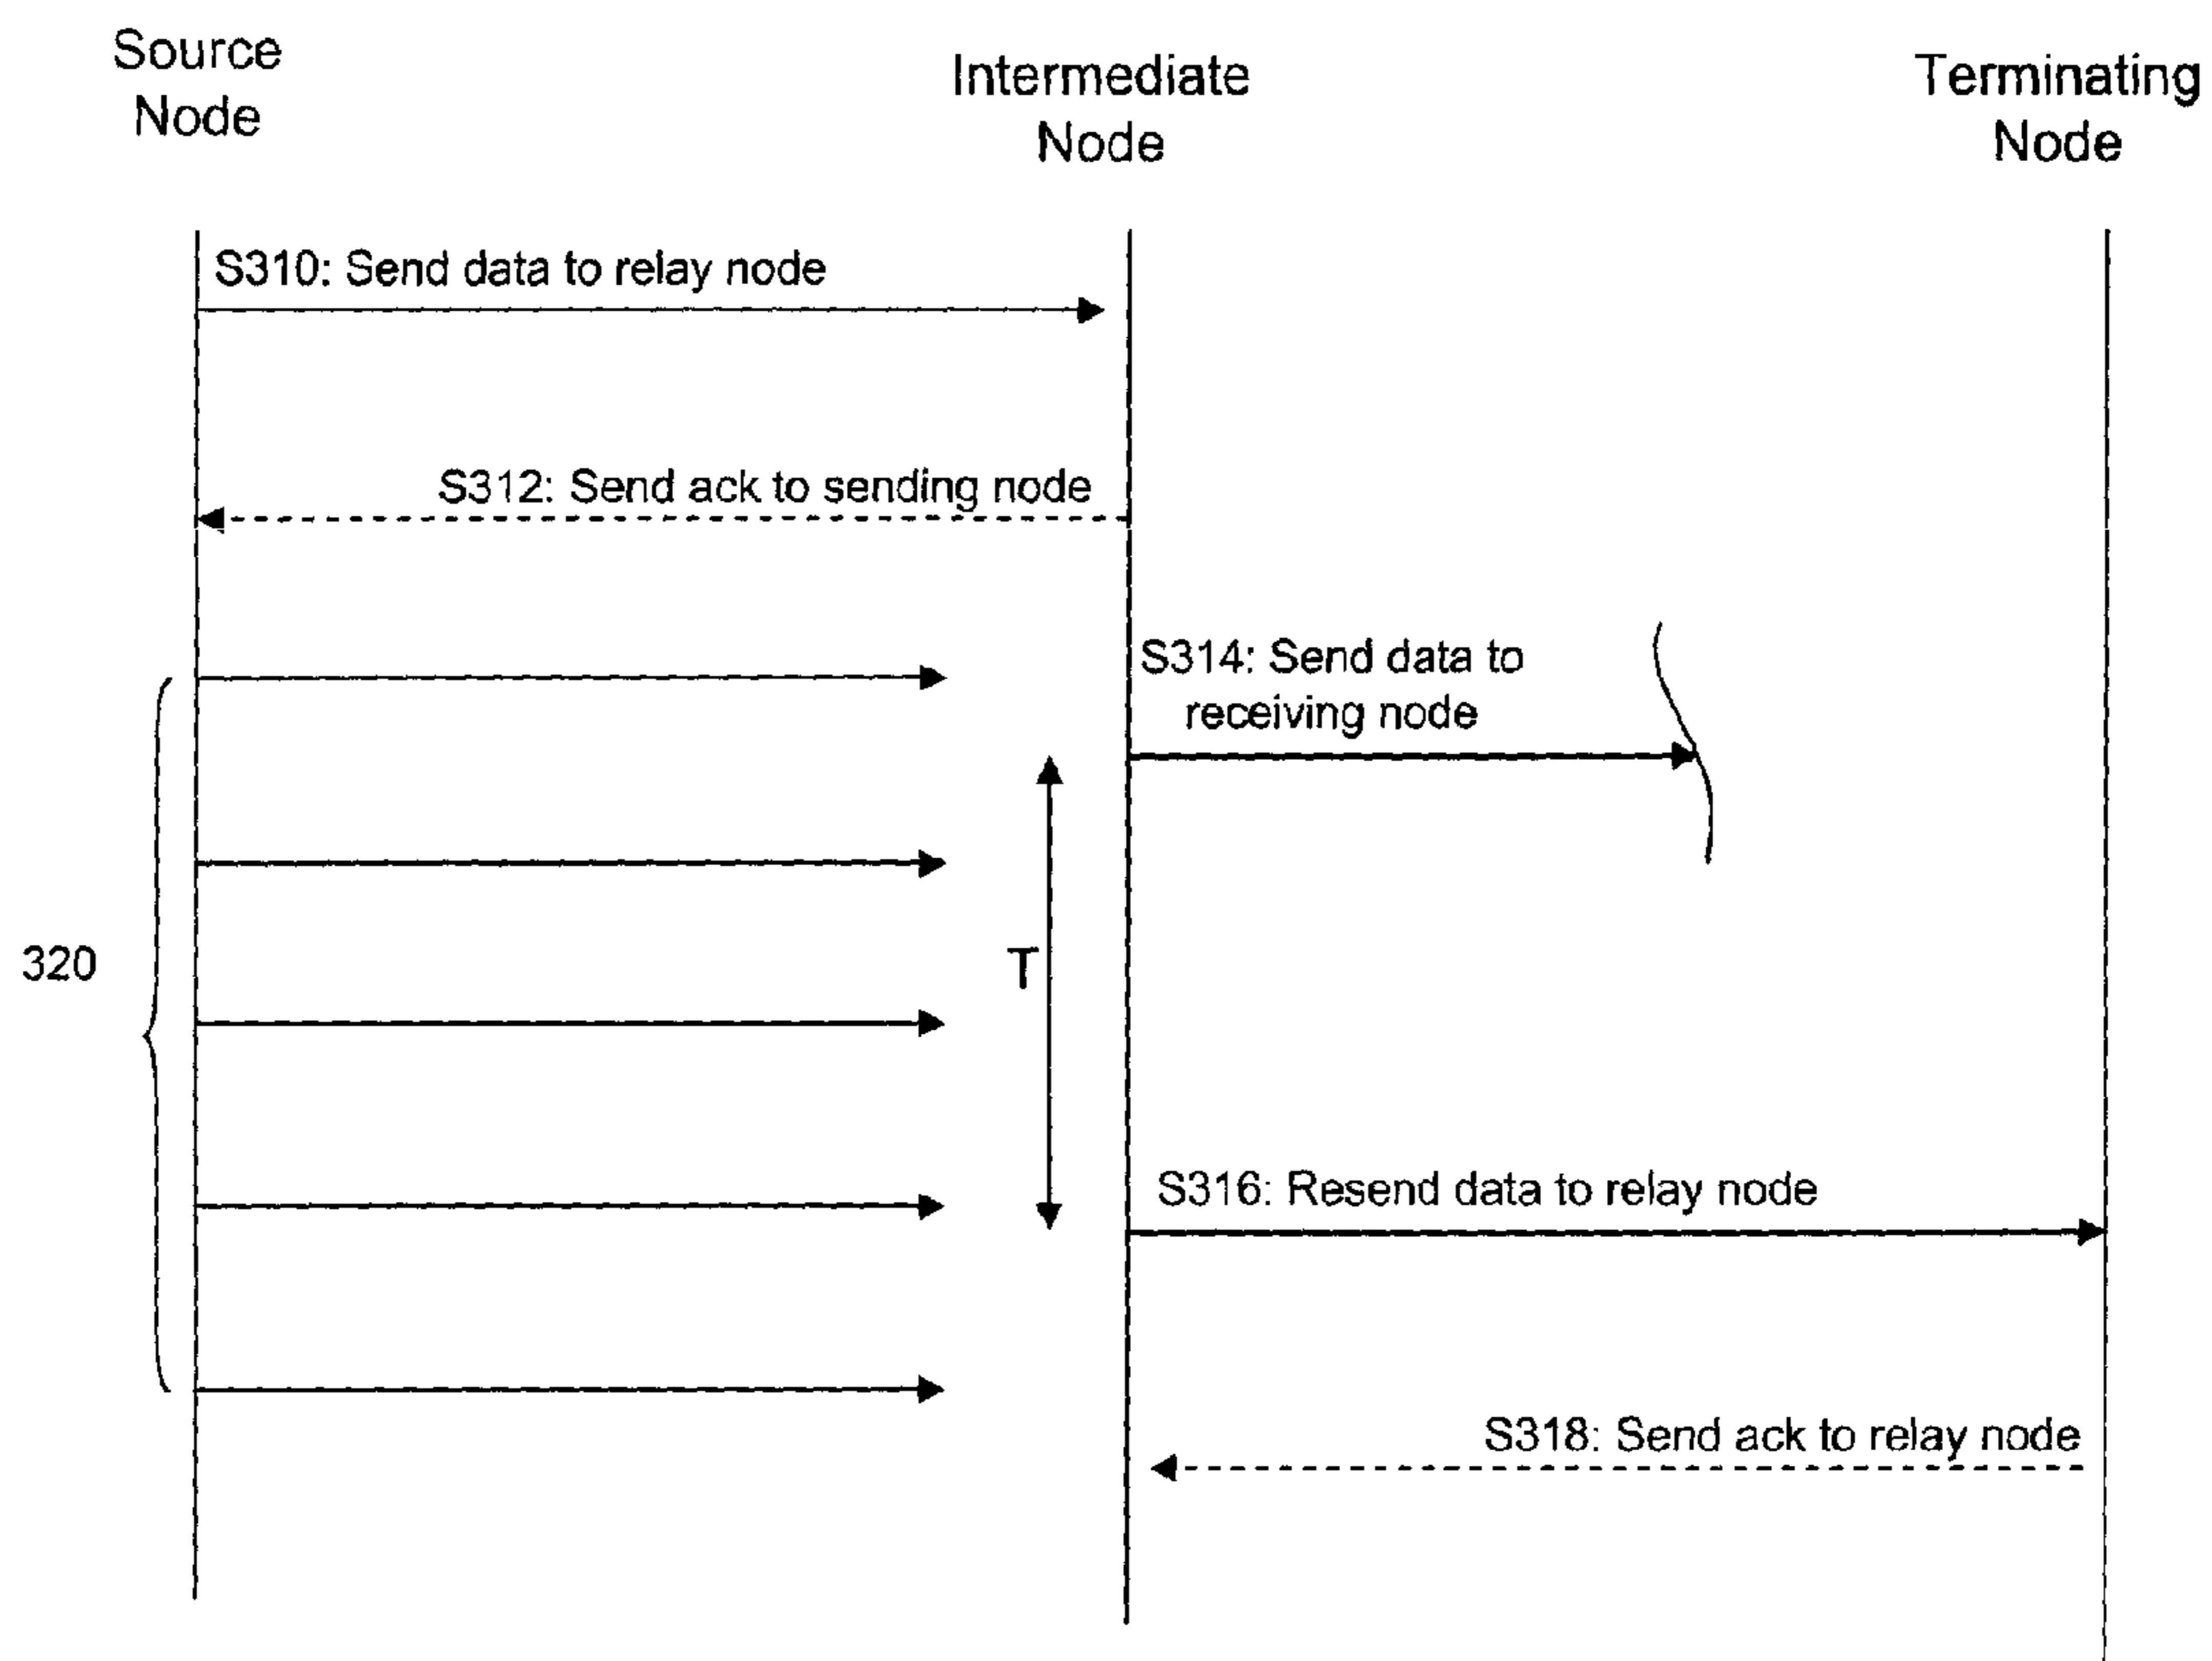 Source
Node
Intermediate
Node
Terminating
Node
S310: Send data to relay node
S312: Send ack to sending node
S314: Send data to
receiving node
320
T
S316: Resend data to relay node
S318: Send ack to relay node